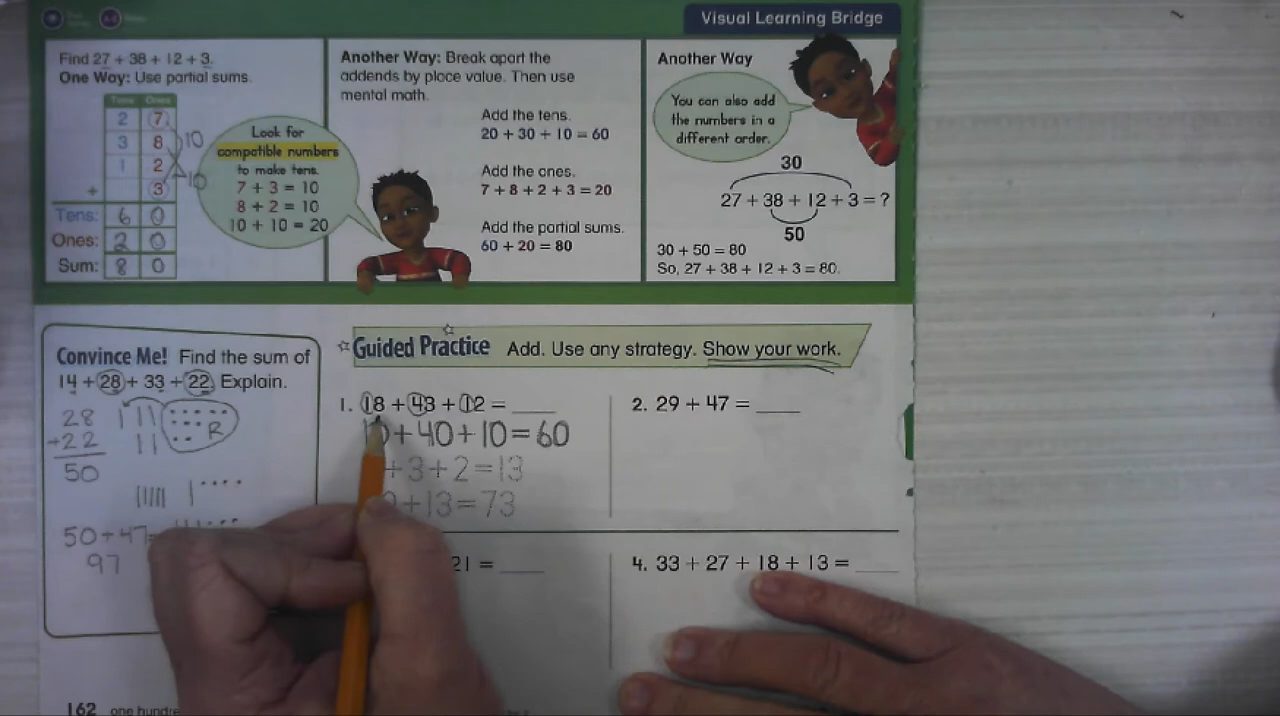 Visual Learning Bridge
Find 27 + 38 + 12 + 3.
One Way: Use partial sums.
Tens Ones
2 7
3 8 10
1 2
+ 3 10
Tens: 6 0
Ones: 2 0
Sum: 8 0
Look for
compatible numbers
to make tens.
7 + 3 = 10
8 + 2 = 10
10 + 10 = 20
Another Way: Break apart the
addends by place value. Then use
mental math.
Add the tens.
20 + 30 + 10 = 60
Add the ones.
7 + 8 + 2 + 3 = 20
Add the partial sums.
60 + 20 = 80
Another Way
You can also add
the numbers in a
different order.
30
27 + 38 + 12 + 3 = ?
50
30 + 50 = 80
So, 27 + 38 + 12 + 3 = 80.
Convince Me! Find the sum of
14 + 28 + 33 + 22. Explain.
28
+22
50
R
50+47=
97
Guided Practice Add. Use any strategy. Show your work.
1. 18 + 43 + 12 = ____
10+40+10=60
+3+2=13
+13=73
2. 29 + 47 = ____
21 = ____
4. 33 + 27 + 18 + 13 = ____
162 one